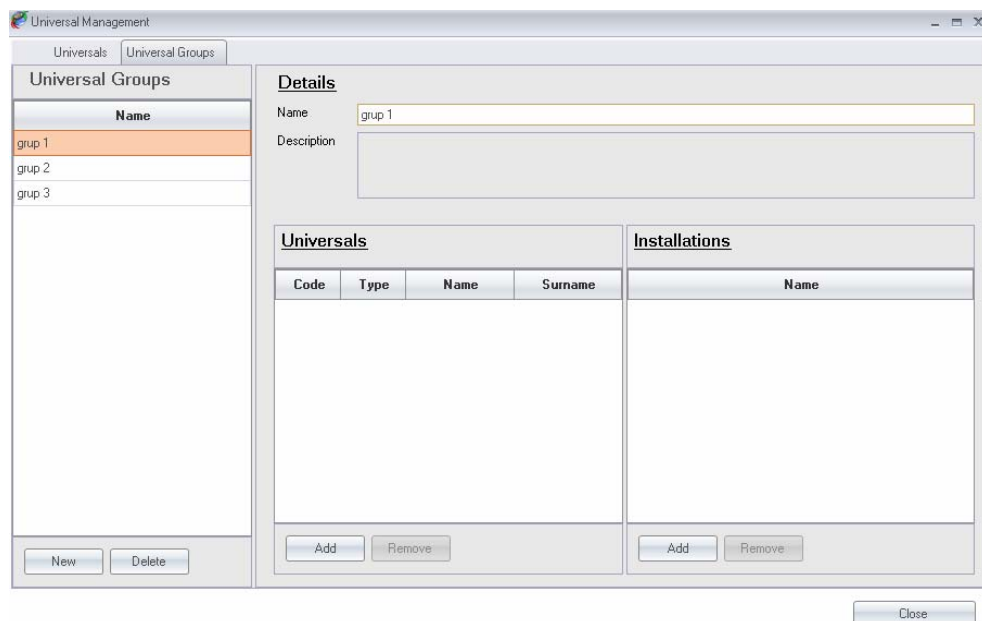 Universal Management
Universals Universal Groups
Universal Groups
Name
grup 1
grup 2
grup 3
New Delete
Details
Name grup 1
Description
Universals
Code Type Name Surname
Add Remove
Installations
Name
Add Remove
Close